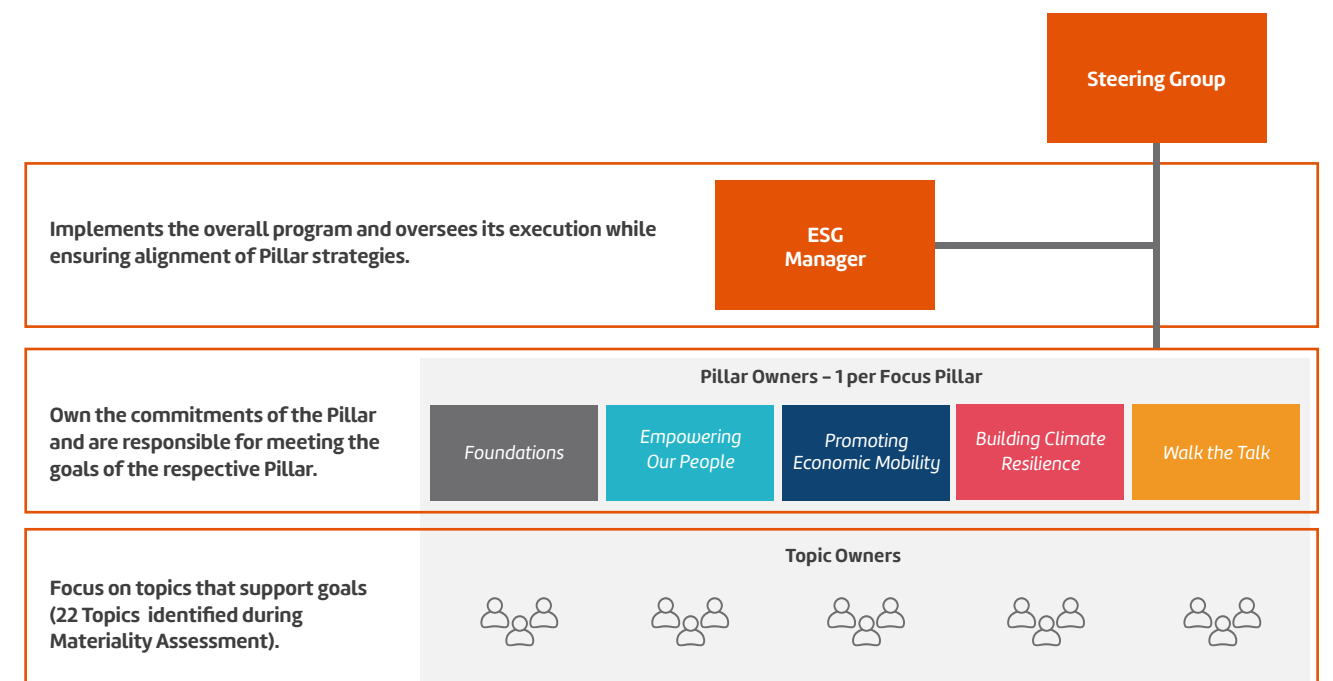 Steering Group
Implements the overall program and oversees its execution while
ensuring alignment of Pillar strategies.
ESG
Manager
Pillar Owners – 1 per Focus Pillar
Own the commitments of the Pillar
and are responsible for meeting the
goals of the respective Pillar.
Foundations
Empowering
Our People
Promoting
Economic Mobility
Building Climate
Resilience
Walk the Talk
Topic Owners
Focus on topics that support goals
(22 Topics identified during
Materiality Assessment).